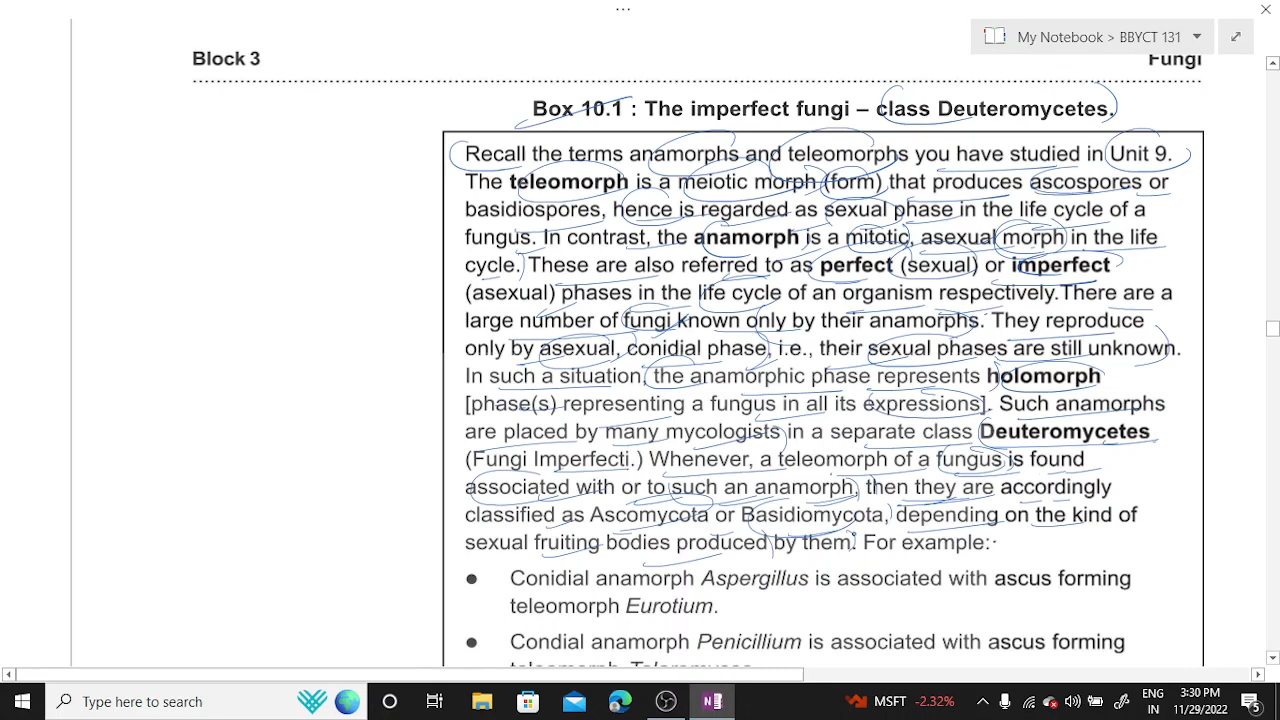 ...
My Notebook > BBYCT 131
Block 3
Fungi
Box 10.1 : The imperfect fungi – class Deuteromycetes.
Recall the terms anamorphs and teleomorphs you have studied in Unit 9.
The teleomorph is a meiotic morph (form) that produces ascospores or
basidiospores, hence is regarded as sexual phase in the life cycle of a
fungus. In contrast, the anamorph is a mitotic, asexual morph in the life
cycle. These are also referred to as perfect (sexual) or imperfect
(asexual) phases in the life cycle of an organism respectively.There are a
large number of fungi known only by their anamorphs. They reproduce
only by asexual, conidial phase, i.e., their sexual phases are still unknown.
In such a situation, the anamorphic phase represents holomorph
[phase(s) representing a fungus in all its expressions]. Such anamorphs
are placed by many mycologists in a separate class Deuteromycetes
(Fungi Imperfecti.) Whenever, a teleomorph of a fungus is found
associated with or to such an anamorph, then they are accordingly
classified as Ascomycota or Basidiomycota, depending on the kind of
sexual fruiting bodies produced by them. For example:
● Conidial anamorph Aspergillus is associated with ascus forming
teleomorph Eurotium.
● Condial anamorph Penicillium is associated with ascus forming
Type here to search
MSFT -2.32%
ENG
IN
3:30 PM
11/29/2022
5